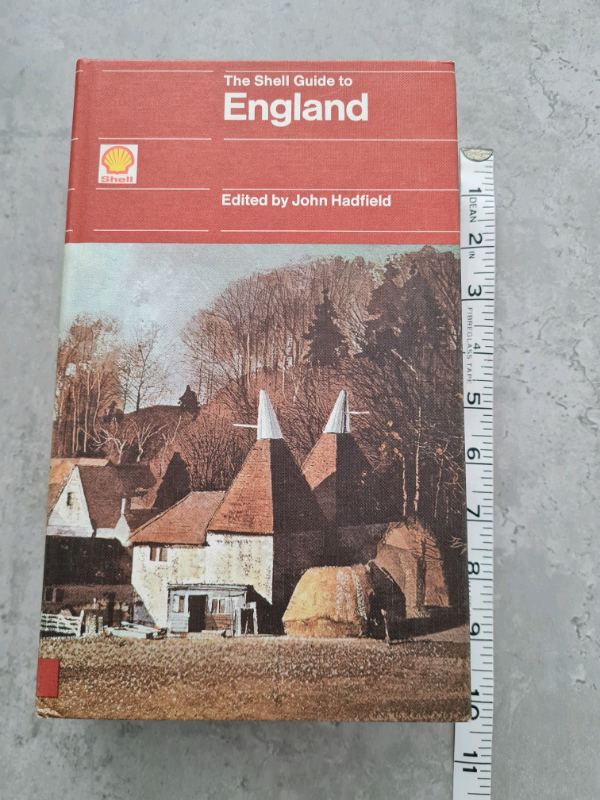 The Shell Guide to
England
Shell
Edited by John Hadfield
1
DEAN
2
IN
3
FIBREGLASS TAPE
4
5
6
7
8
9
10
11